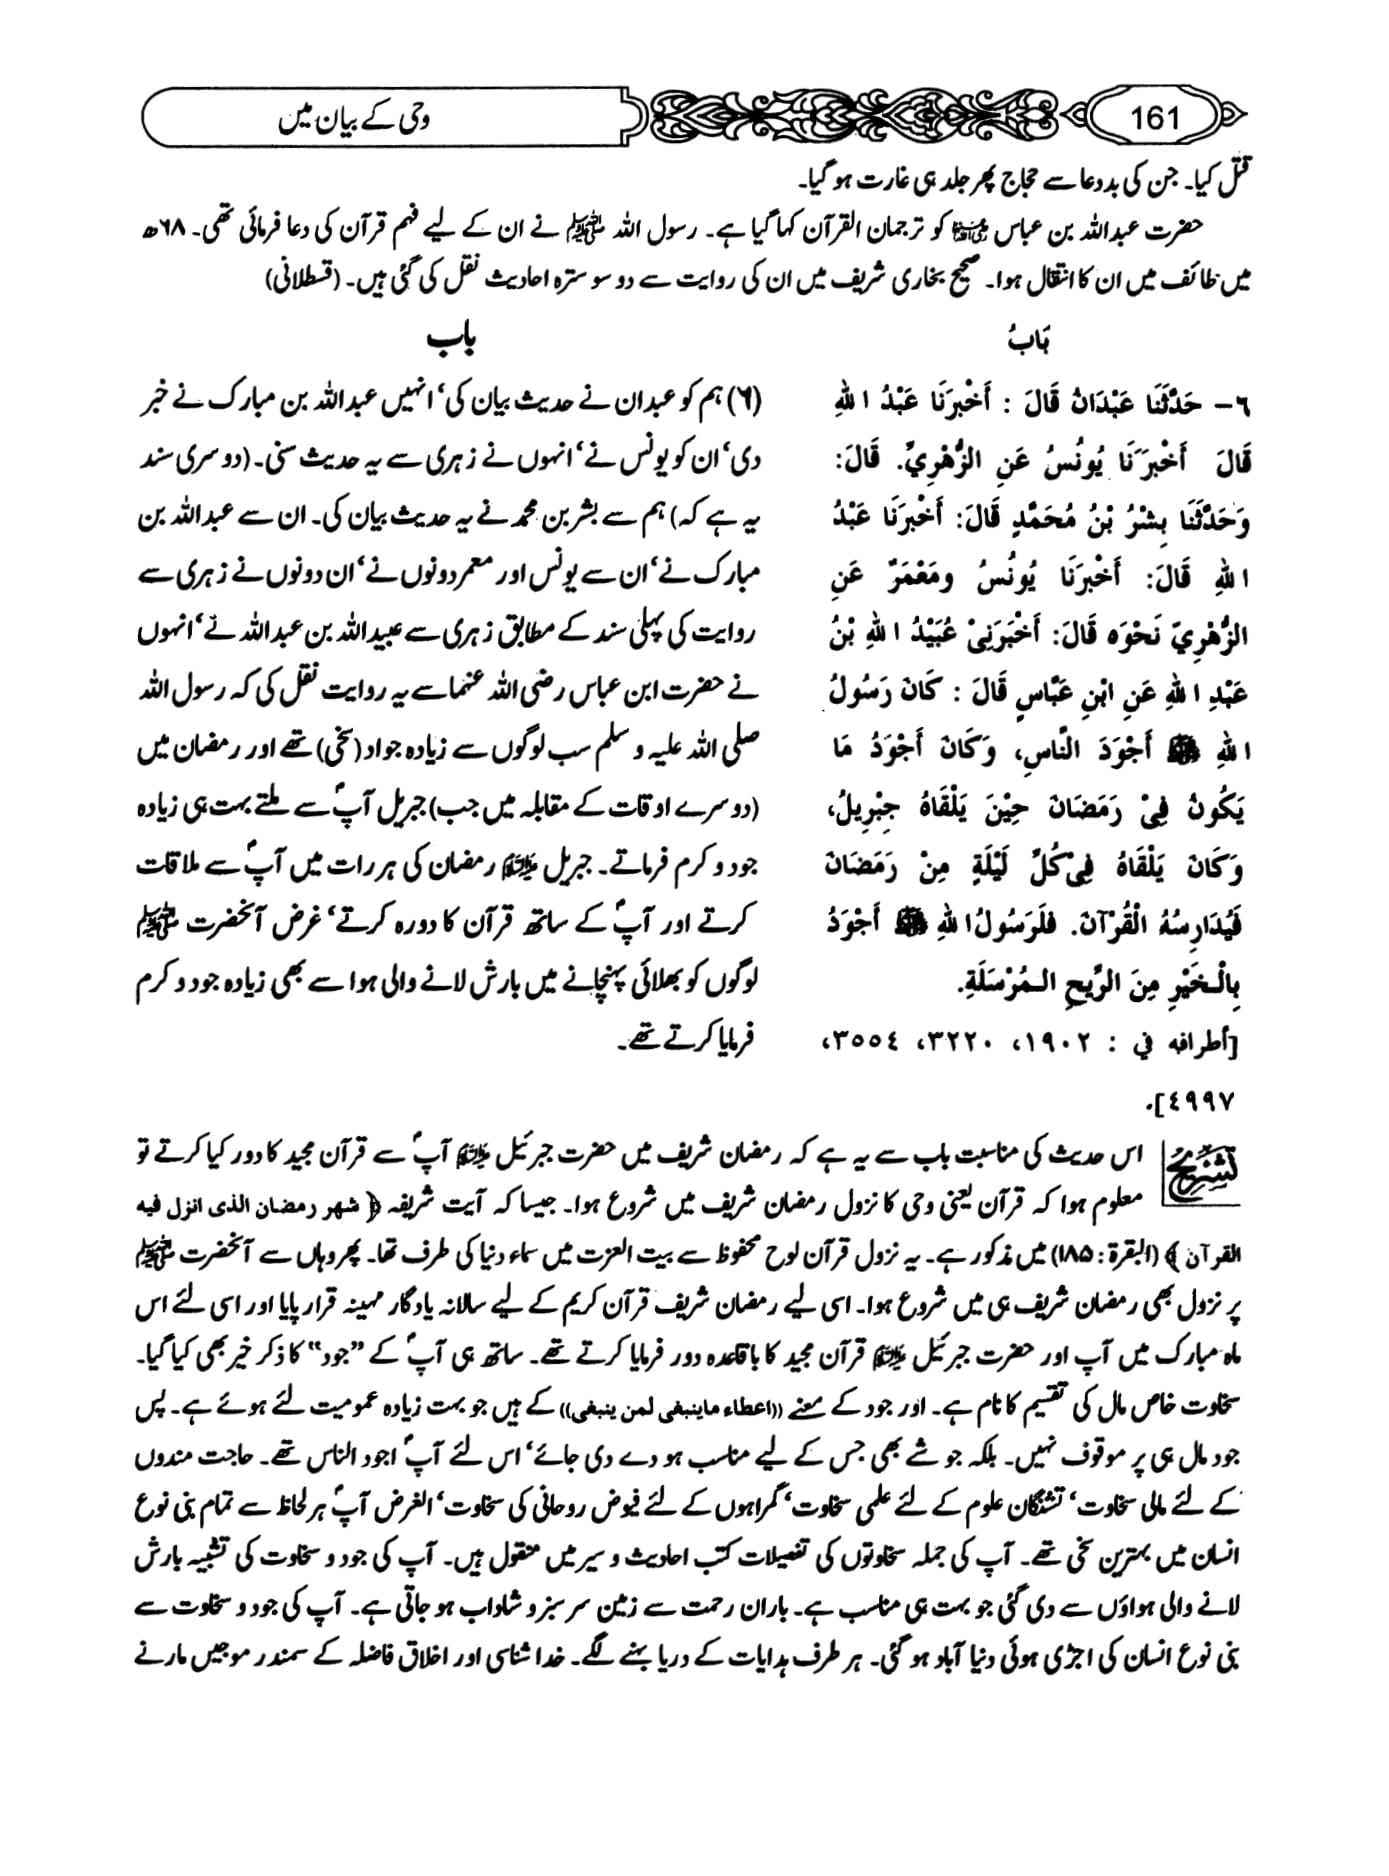 161
وحی کے بیان میں
قتل کیا۔ جن کی بددعا سے حجاج پھر جلد ہی غارت ہو گیا۔
حضرت عبداللہ بن عباس رضی اللہ عنہما کو ترجمان القرآن کہا گیا ہے۔ رسول اللہ ﷺ نے ان کے لیے فہم قرآن کی دعا فرمائی تھی۔ ۶۸ھ
میں طائف میں ان کا انتقال ہوا۔ صحیح بخاری شریف میں ان کی روایت سے دو سو سترہ احادیث نقل کی گئی ہیں۔ (قسطلانی)
بَابُ
٦- حَدَّثَنَا عَبْدَانُ قَالَ : أَخْبَرَنَا عَبْدُ اللهِ
قَالَ أَخْبَرَنَا يُونُسُ عَنِ الزُّهْرِيِّ. قَالَ:
وَحَدَّثَنَا بِشْرُ بْنُ مُحَمَّدٍ قَالَ: أَخْبَرَنَا عَبْدُ
اللهِ قَالَ: أَخْبَرَنَا يُونُسُ ومَعْمَرٌ عَنِ
الزُّهْرِيِّ نَحْوَه قَالَ: أَخْبَرَنِيْ عُبَيْدُ اللهِ بْنُ
عَبْدِ اللهِ عَنِ ابْنِ عَبَّاسٍ قَالَ : كَانَ رَسُولُ
اللهِ ﷺ أَجْوَدَ النَّاسِ، وَكَانَ أَجْوَدُ مَا
يَكُونُ فِيْ رَمَضَانَ حِيْنَ يَلْقَاهُ جِبْرِيلُ،
وَكَانَ يَلْقَاهُ فِيْ كُلِّ لَيْلَةٍ مِنْ رَمَضَانَ
فَيُدَارِسُهُ الْقُرْآنَ. فَلَرَسُولُ اللهِ ﷺ أَجْوَدُ
بِالْخَيْرِ مِنَ الرِّيحِ الـمُرْسَلَةِ.
[أطرافه في : ١٩٠٢، ٣٢٢٠، ٣٥٥٤،
٤٩٩٧].
باب
(۶) ہم کو عبدان نے حدیث بیان کی‘ انہیں عبداللہ بن مبارک نے خبر
دی‘ ان کو یونس نے‘ انہوں نے زہری سے یہ حدیث سنی۔ (دوسری سند
یہ ہے کہ) ہم سے بشر بن محمد نے یہ حدیث بیان کی۔ ان سے عبداللہ بن
مبارک نے‘ ان سے یونس اور معمر دونوں نے‘ ان دونوں نے زہری سے
روایت کی پہلی سند کے مطابق زہری سے عبیداللہ بن عبداللہ نے‘ انہوں
نے حضرت ابن عباس رضی اللہ عنہما سے یہ روایت نقل کی کہ رسول اللہ
صلی اللہ علیہ و سلم سب لوگوں سے زیادہ جواد (سخی) تھے اور رمضان میں
(دوسرے اوقات کے مقابلہ میں جب) جبریل آپؐ سے ملتے بہت ہی زیادہ
جود و کرم فرماتے۔ جبریل علیہ السلام رمضان کی ہر رات میں آپؐ سے ملاقات
کرتے اور آپؐ کے ساتھ قرآن کا دورہ کرتے‘ غرض آنحضرت ﷺ
لوگوں کو بھلائی پہنچانے میں بارش لانے والی ہوا سے بھی زیادہ جود و کرم
فرمایا کرتے تھے۔
تشریح
اس حدیث کی مناسبت باب سے یہ ہے کہ رمضان شریف میں حضرت جبرئیل علیہ السلام آپؐ سے قرآن مجید کا دور کیا کرتے تو
معلوم ہوا کہ قرآن یعنی وحی کا نزول رمضان شریف میں شروع ہوا۔ جیسا کہ آیت شریفہ ﴿ شهر رمضان الذی انزل فیه
القرآن ﴾ (البقرۃ: ۱۸۵) میں مذکور ہے۔ یہ نزول قرآن لوح محفوظ سے بیت العزت میں سماء دنیا کی طرف تھا۔ پھر وہاں سے آنحضرت ﷺ
پر نزول بھی رمضان شریف ہی میں شروع ہوا۔ اسی لیے رمضان شریف قرآن کریم کے لیے سالانہ یادگار مہینہ قرار پایا اور اسی لئے اس
ماہ مبارک میں آپ اور حضرت جبرئیل علیہ السلام قرآن مجید کا باقاعدہ دور فرمایا کرتے تھے۔ ساتھ ہی آپؐ کے ”جود“ کا ذکر خیر بھی کیا گیا۔
سخاوت خاص مال کی تقسیم کا نام ہے۔ اور جود کے معنے ((اعطاء ماینبغی لمن ینبغی)) کے ہیں جو بہت زیادہ عمومیت لئے ہوئے ہے۔ پس
جود مال ہی پر موقوف نہیں۔ بلکہ جو شے بھی جس کے لیے مناسب ہو دے دی جائے‘ اس لئے آپؐ اجود الناس تھے۔ حاجت مندوں
کے لئے مالی سخاوت‘ تشنگان علوم کے لئے علمی سخاوت‘ گمراہوں کے لئے فیوض روحانی کی سخاوت‘ الغرض آپؐ ہر لحاظ سے تمام بنی نوع
انسان میں بہترین سخی تھے۔ آپ کی جملہ سخاوتوں کی تفصیلات کتب احادیث و سیر میں منقول ہیں۔ آپ کی جود و سخاوت کی تشبیہ بارش
لانے والی ہواؤں سے دی گئی جو بہت ہی مناسب ہے۔ باران رحمت سے زمین سرسبز و شاداب ہو جاتی ہے۔ آپ کی جود و سخاوت سے
بنی نوع انسان کی اجڑی ہوئی دنیا آباد ہو گئی۔ ہر طرف ہدایات کے دریا بہنے لگے۔ خدا شناسی اور اخلاق فاضلہ کے سمندر موجیں مارنے